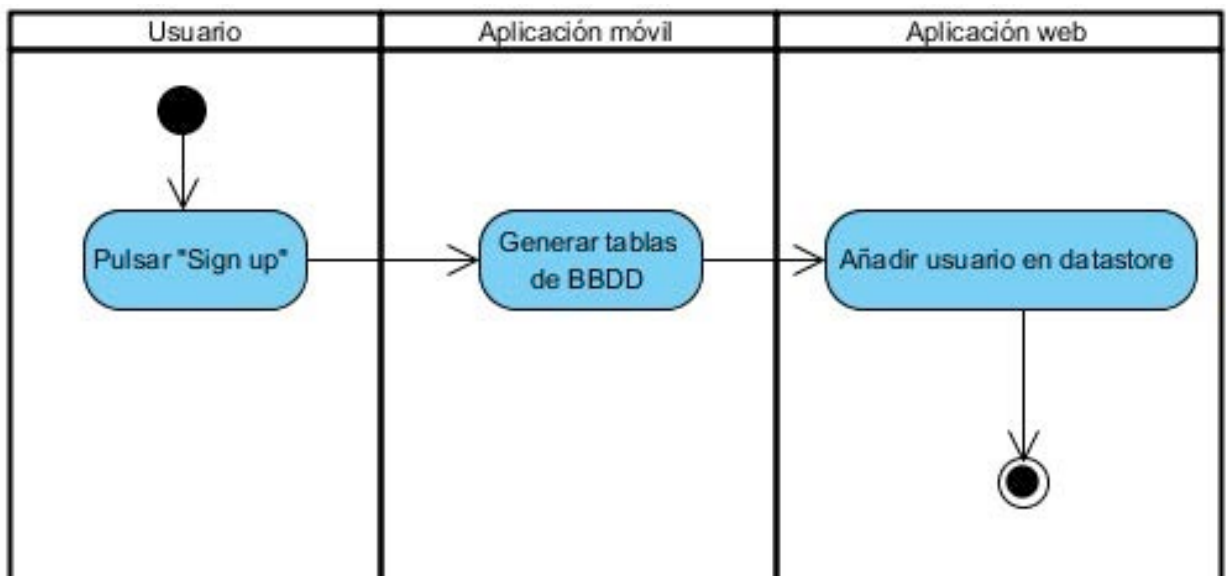 Usuario
Aplicación móvil
Aplicación web
Pulsar "Sign up"
Generar tablas
de BBDD
Añadir usuario en datastore